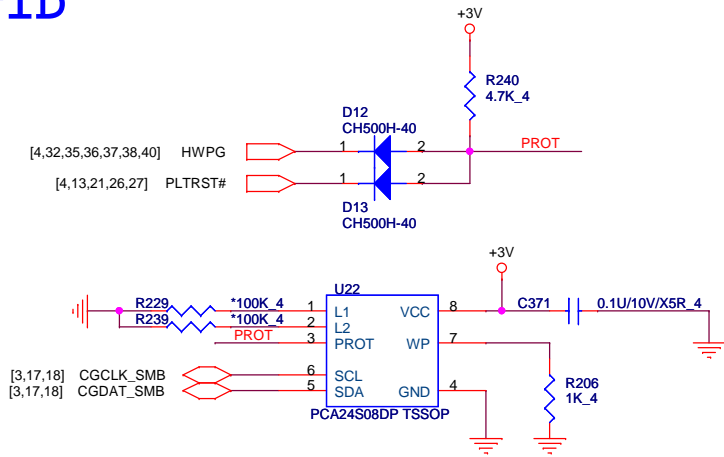 +3V
R240
4.7K_4
D12
CH500H-40
[4,32,35,36,37,38,40] HWPG 1 2 PROT
[4,13,21,26,27] PLTRST# 1 2
D13
CH500H-40
+3V
U22
R229 *100K_4 1 L1 VCC 8 C371 0.1U/10V/X5R_4
R239 *100K_4 2 L2
PROT 3 PROT WP 7
[3,17,18] CGCLK_SMB 6 SCL
[3,17,18] CGDAT_SMB 5 SDA GND 4
R206
1K_4
PCA24S08DP TSSOP